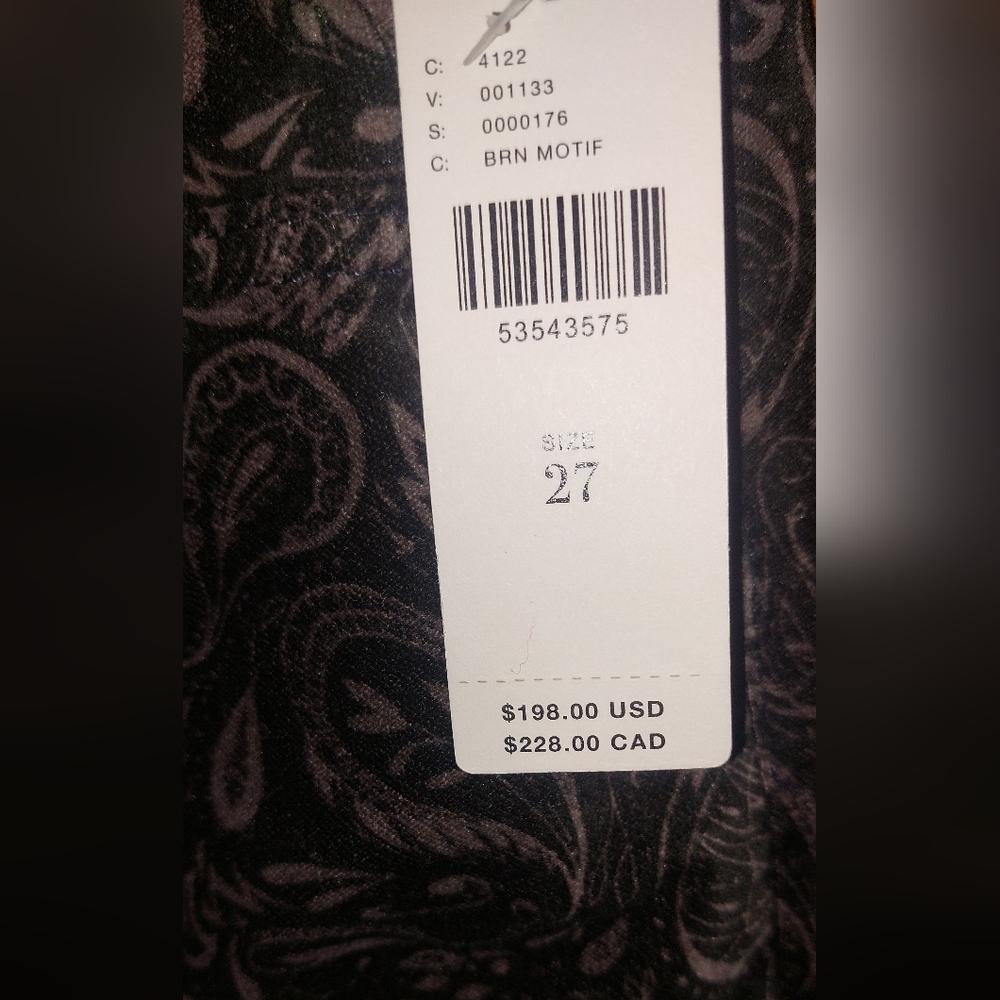 C: 4122
V: 001133
S: 0000176
C: BRN MOTIF
53543575
SIZE
27
$198.00 USD
$228.00 CAD